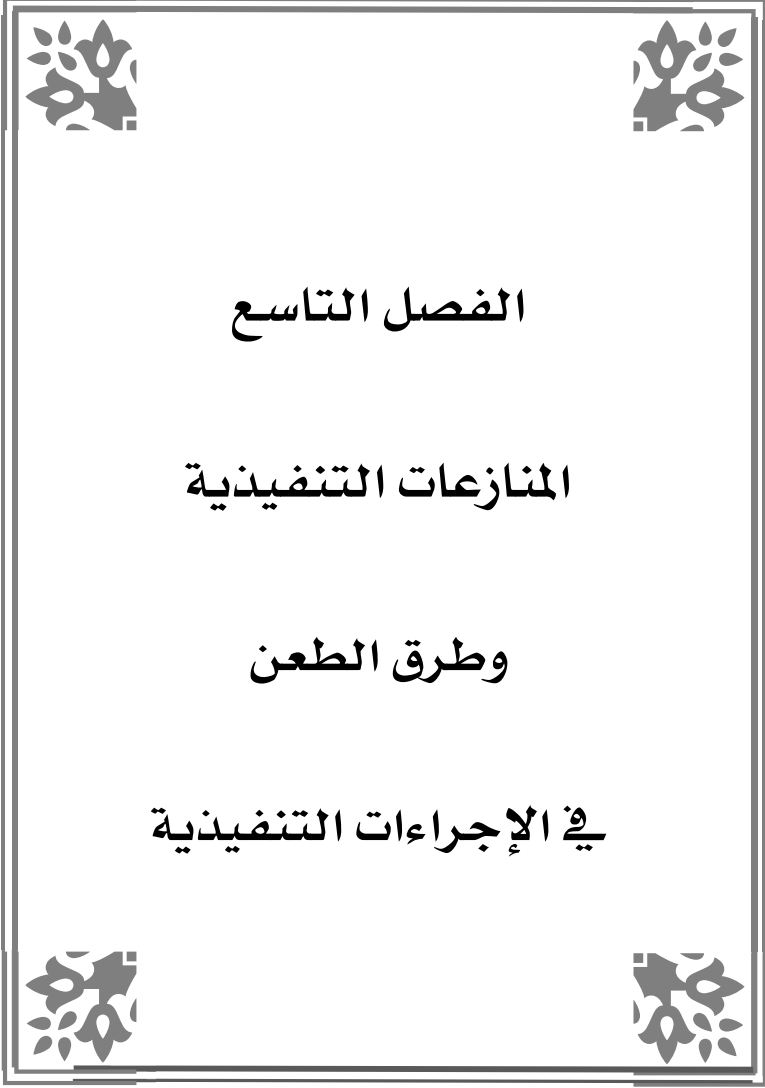 الفصل التاسع
المنازعات التنفيذية
وطرق الطعن
في الإجراءات التنفيذية